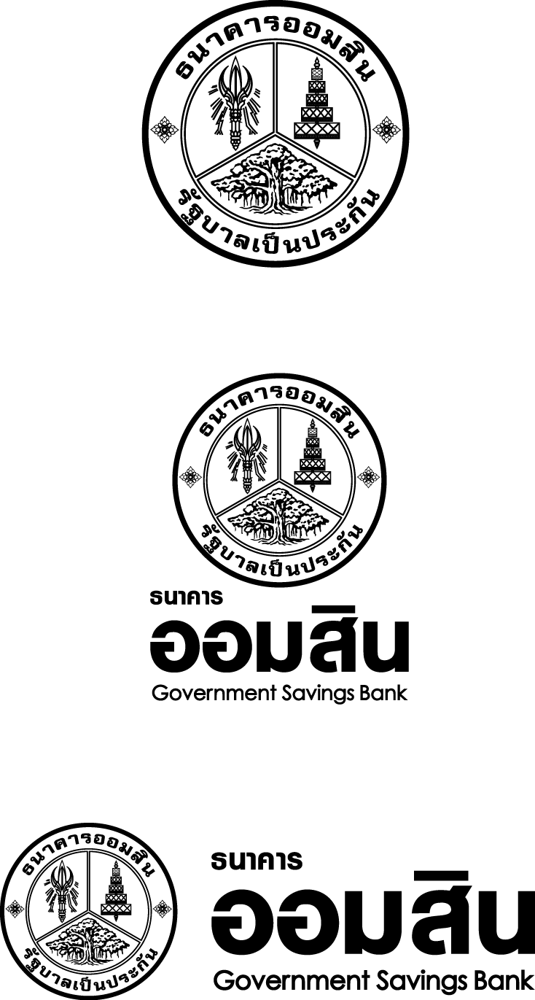 ธนาคารออมสิน
รัฐบาลเป็นประกัน
ธนาคารออมสิน
รัฐบาลเป็นประกัน
ธนาคาร
ออมสิน
Government Savings Bank
ธนาคารออมสิน
รัฐบาลเป็นประกัน
ธนาคาร
ออมสิน
Government Savings Bank